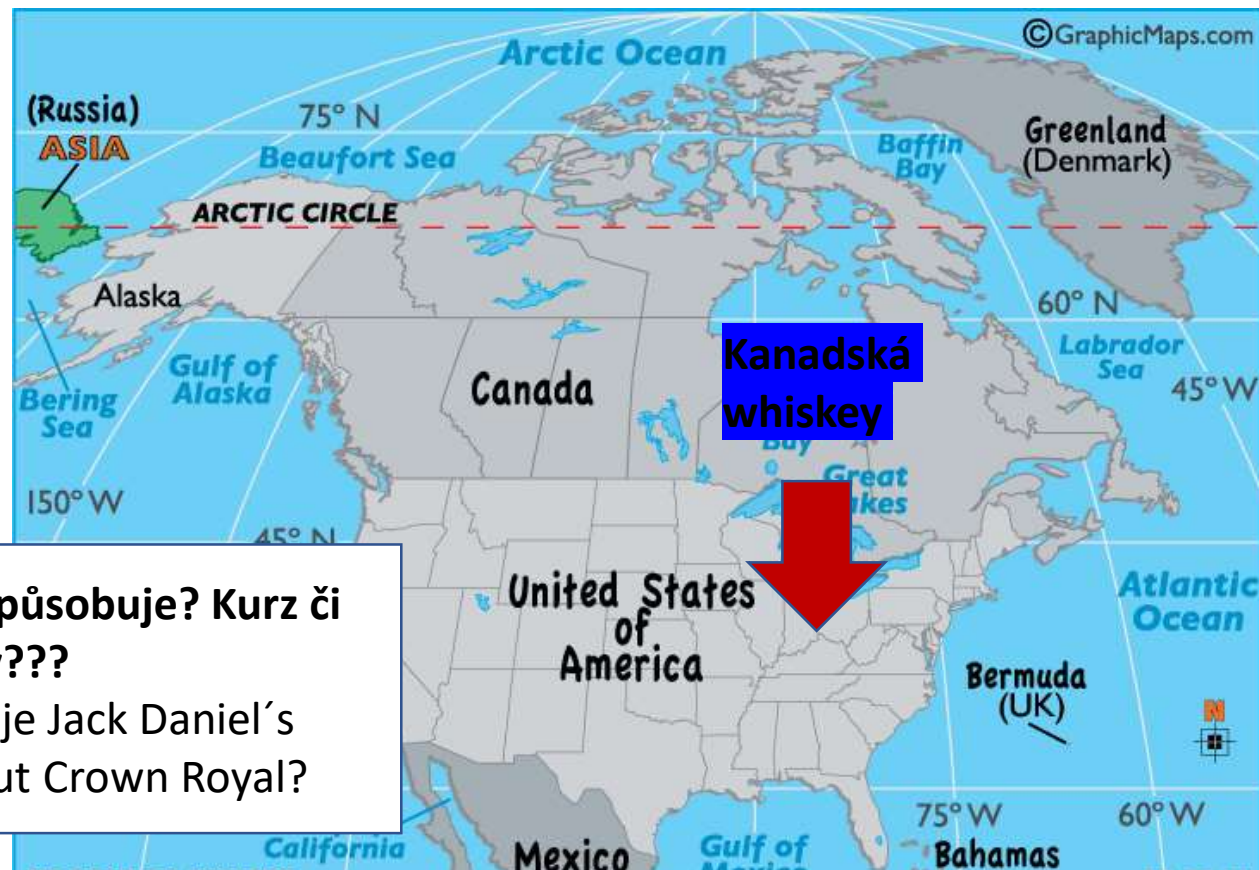 ©GraphicMaps.com
Arctic Ocean
(Russia)
ASIA
75° N
Beaufort Sea
Baffin
Bay
Greenland
(Denmark)
ARCTIC CIRCLE
Alaska
60° N
Gulf of
Alaska
Bering
Sea
Canada
Kanadská
whiskey
Labrador
Sea
45° W
Bay
Great
150° W
45° N
United States
of
America
Atlantic
Ocean
působuje? Kurz či
???
je Jack Daniel´s
ut Crown Royal?
Bermuda
(UK)
N
75° W
60° W
California
Mexico
Gulf of
Mexico
Bahamas